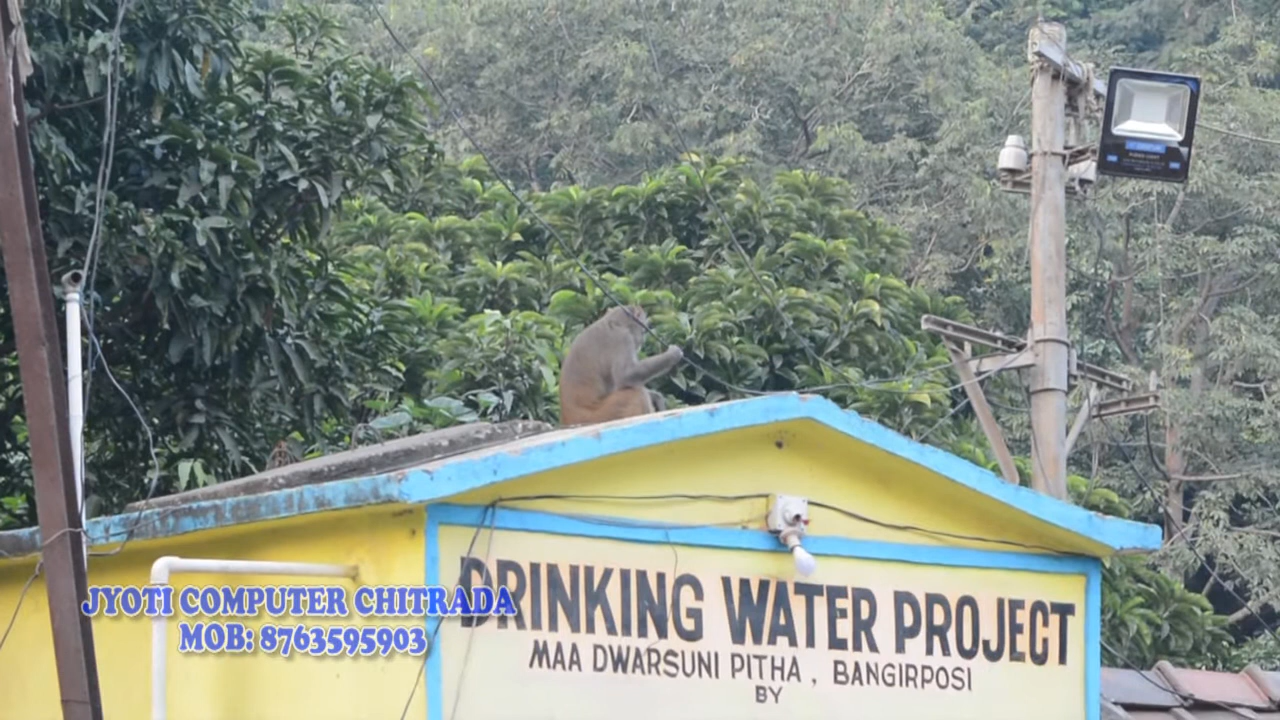 DRINKING WATER PROJECT
MAA DWARSUNI PITHA , BANGIRPOSI
BY
JYOTI COMPUTER CHITRADA
MOB: 8763595903